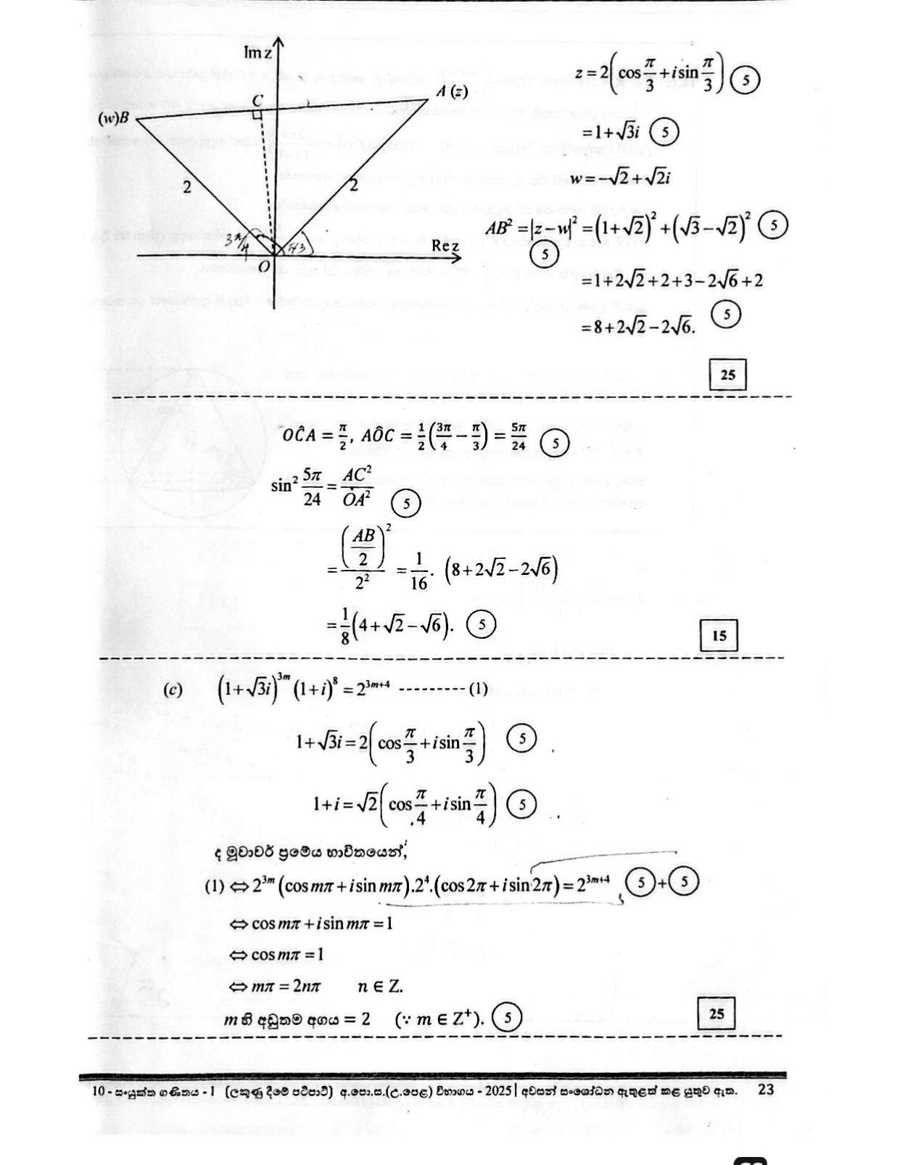 Im z
A (z)
C
(w)B
2
2
3π/4
π/3
Re z
O
z = 2(cos π/3 + i sin π/3) (5)
= 1 + √3i (5)
w = −√2 + √2i
AB² = |z − w|² = (1 + √2)² + (√3 − √2)² (5)
(5)
= 1 + 2√2 + 2 + 3 − 2√6 + 2
= 8 + 2√2 − 2√6. (5)
25
OĈA = π/2, AÔC = 1/2(3π/4 − π/3) = 5π/24 (5)
sin² 5π/24 = AC²/OA² (5)
= (AB/2)²/2² = 1/16. (8 + 2√2 − 2√6)
= 1/8(4 + √2 − √6). (5)
15
(c) (1 + √3i)^3m (1 + i)^8 = 2^3m+4 --------- (1)
1 + √3i = 2(cos π/3 + i sin π/3) (5)
1 + i = √2(cos π/4 + i sin π/4) (5)
ද මූවාවර් ප්‍රමේය භාවිතයෙන්,
(1) ⇔ 2^3m (cos mπ + i sin mπ).2⁴.(cos 2π + i sin 2π) = 2^3m+4 (5)+(5)
⇔ cos mπ + i sin mπ = 1
⇔ cos mπ = 1
⇔ mπ = 2nπ n ∈ Z.
m හි අඩුතම අගය = 2 (∵ m ∈ Z⁺). (5)
25
10 - සංයුක්ත ගණිතය - I (ලකුණු දීමේ පටිපාටි) අ.පො.ස.(උ.පෙළ) විභාගය - 2025 | අවසන් සංශෝධන ඇතුළත් කළ යුතුව ඇත. 23